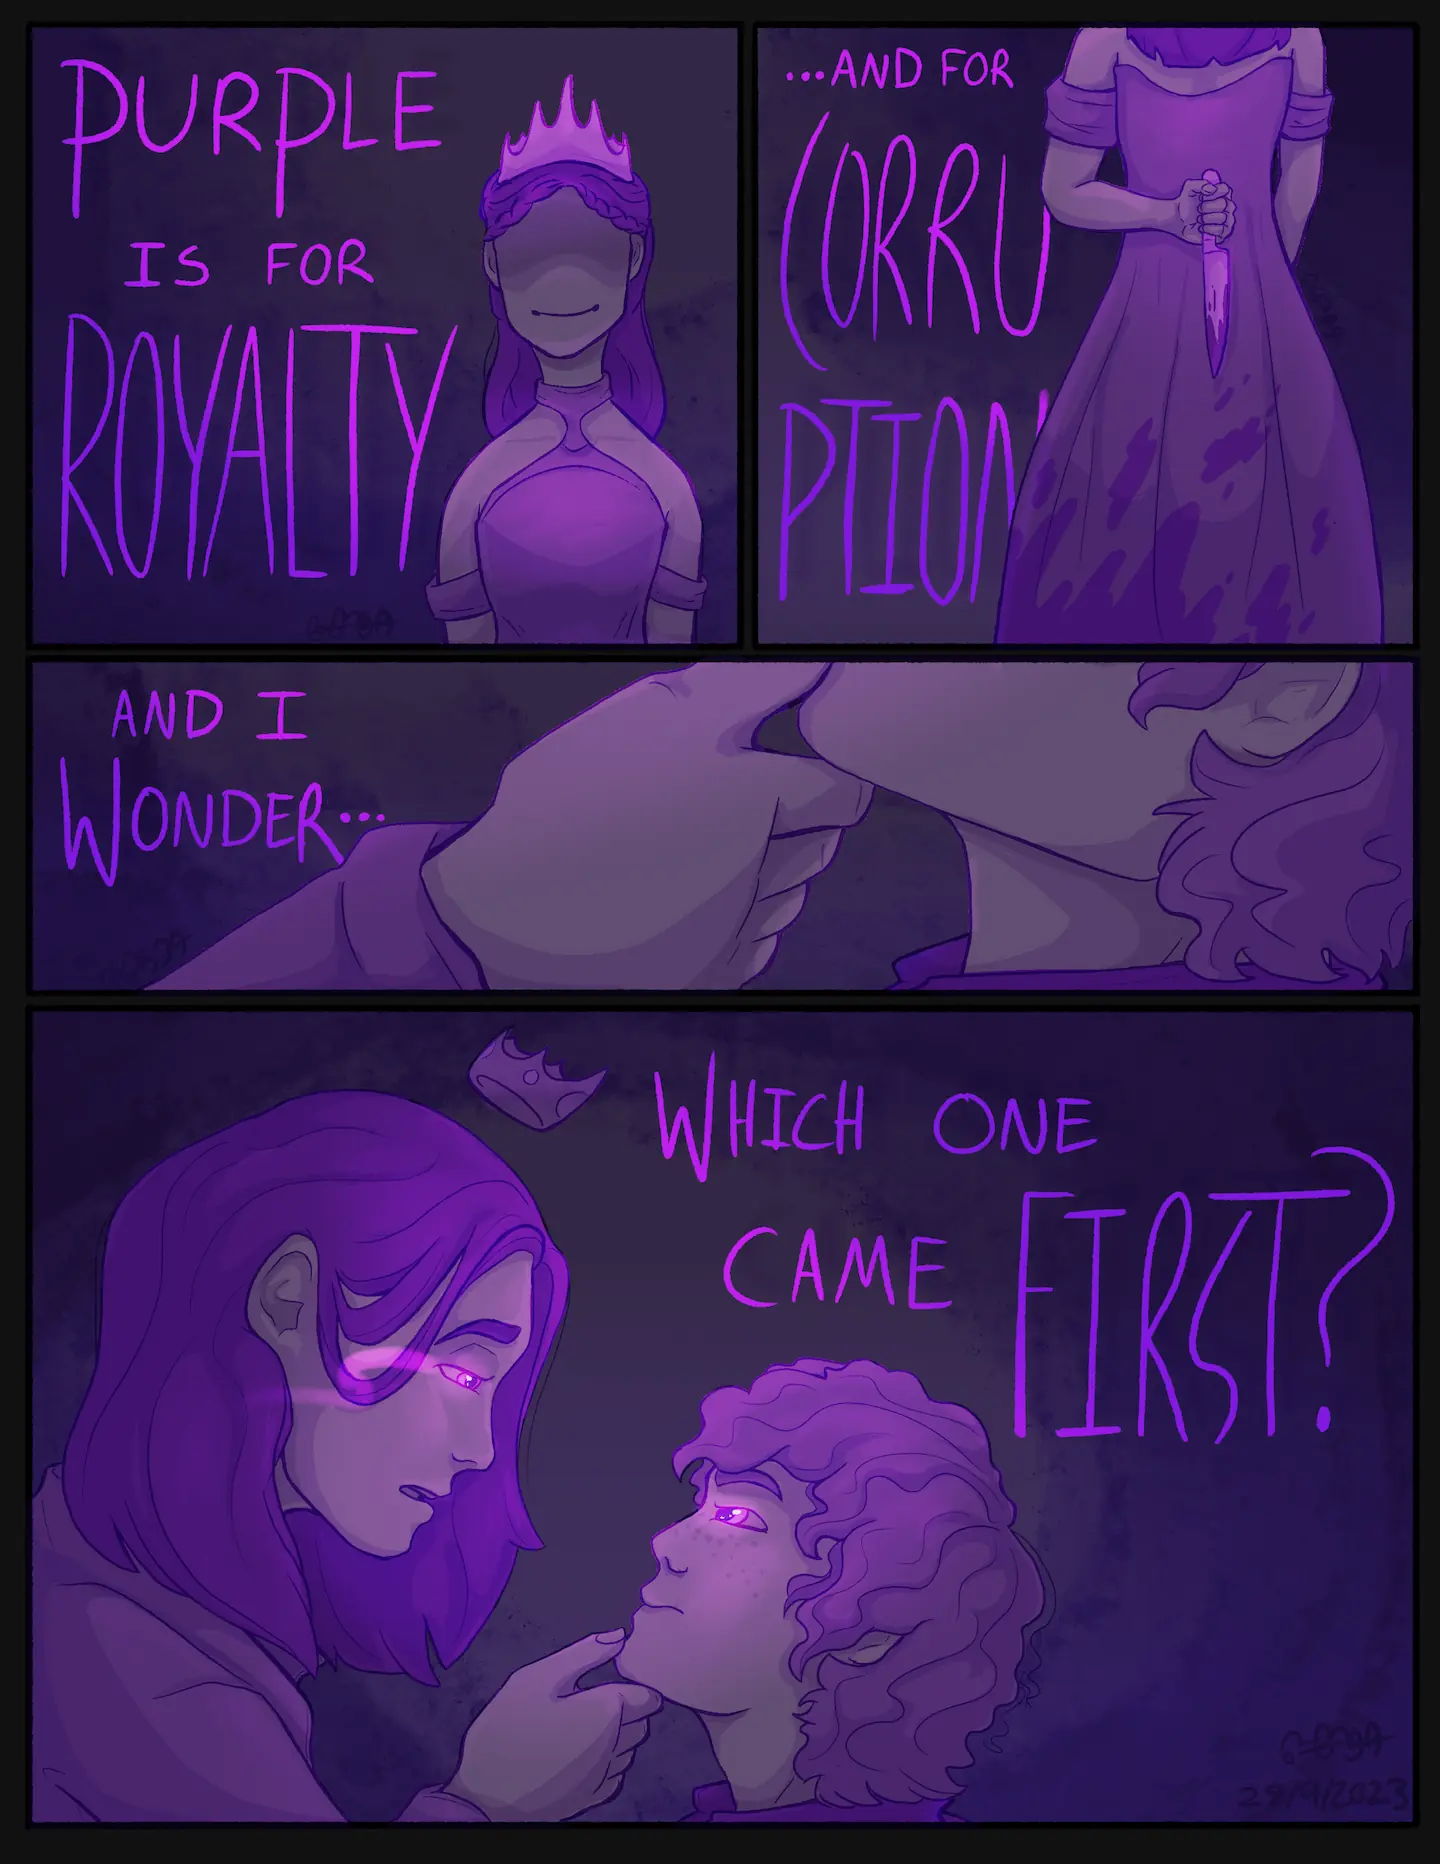 PURPLE
IS FOR
ROYALTY
...AND FOR
CORRU
PTION
AND I
WONDER...
WHICH ONE
CAME FIRST?
28/9/2023